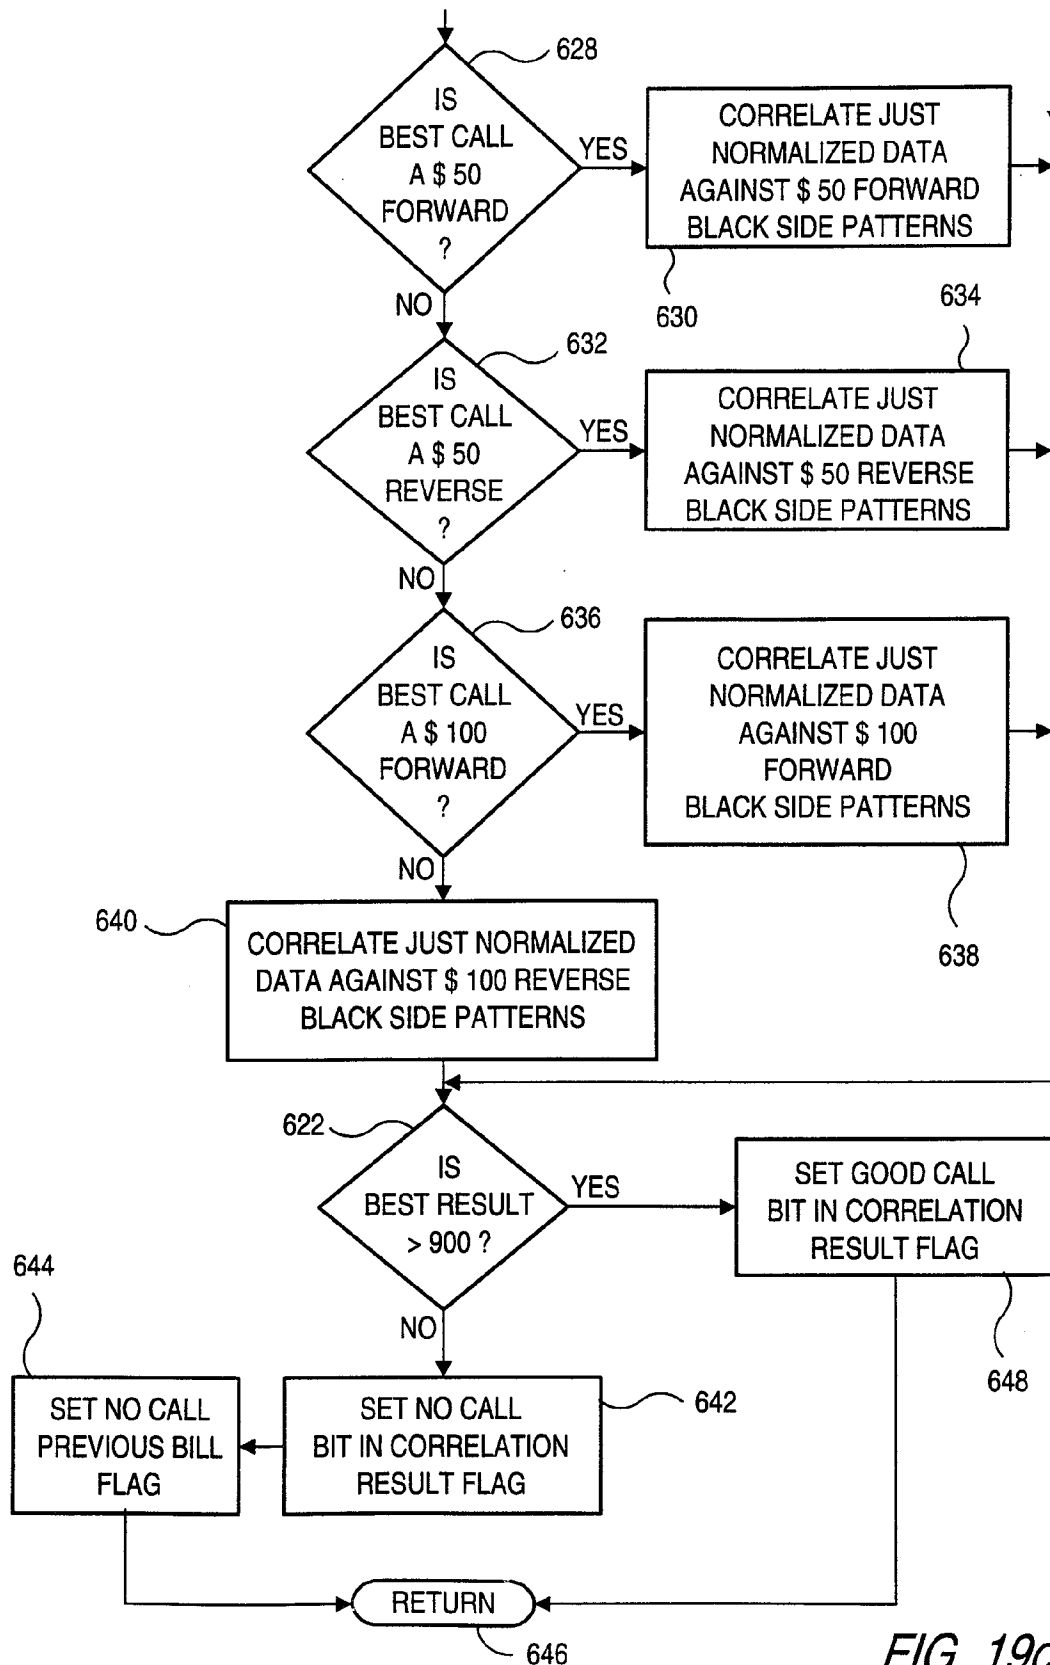 628
IS
BEST CALL
A $ 50
FORWARD
?
YES
CORRELATE JUST
NORMALIZED DATA
AGAINST $ 50 FORWARD
BLACK SIDE PATTERNS
630
NO
632
IS
BEST CALL
A $ 50
REVERSE
?
YES
634
CORRELATE JUST
NORMALIZED DATA
AGAINST $ 50 REVERSE
BLACK SIDE PATTERNS
NO
636
IS
BEST CALL
A $ 100
FORWARD
?
YES
CORRELATE JUST
NORMALIZED DATA
AGAINST $ 100
FORWARD
BLACK SIDE PATTERNS
638
NO
640
CORRELATE JUST NORMALIZED
DATA AGAINST $ 100 REVERSE
BLACK SIDE PATTERNS
622
IS
BEST RESULT
> 900 ?
YES
SET GOOD CALL
BIT IN CORRELATION
RESULT FLAG
648
NO
644
SET NO CALL
PREVIOUS BILL
FLAG
SET NO CALL
BIT IN CORRELATION
RESULT FLAG
642
RETURN
646
FIG